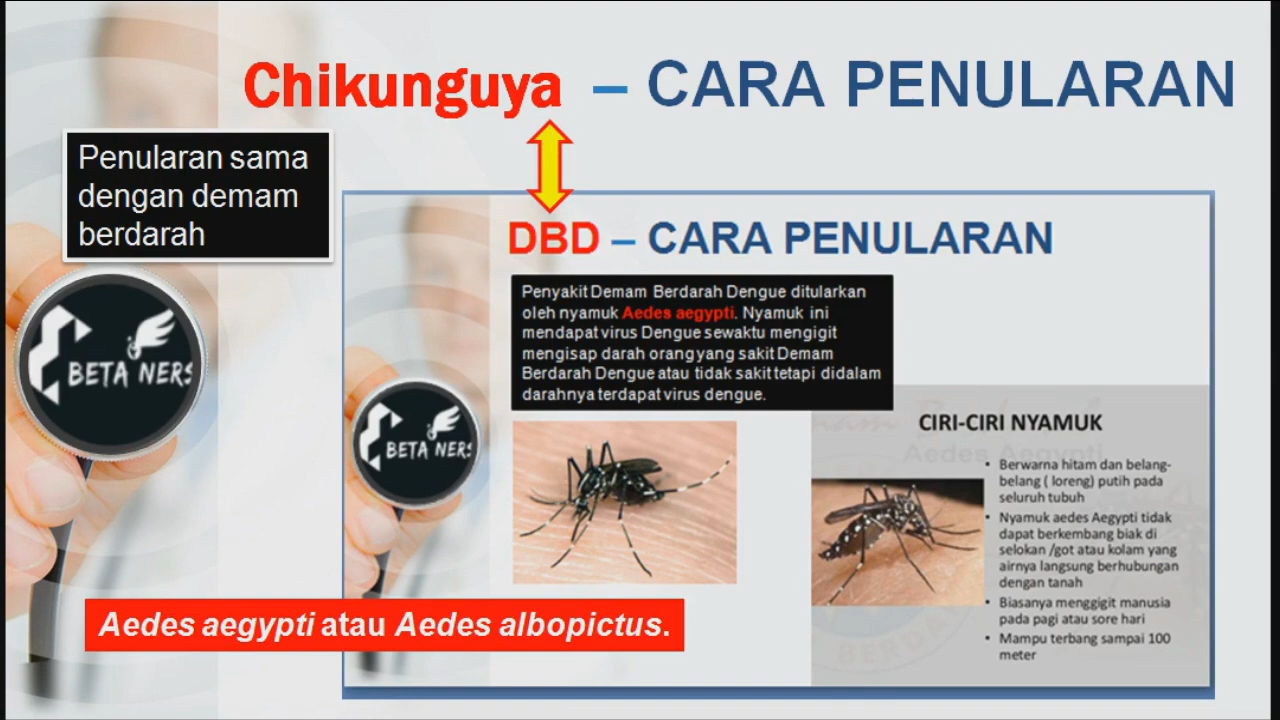 Chikunguya – CARA PENULARAN
Penularan sama
dengan demam
berdarah
DBD – CARA PENULARAN
Penyakit Demam Berdarah Dengue ditularkan
oleh nyamuk Aedes aegypti. Nyamuk ini
mendapat virus Dengue sewaktu mengigit
mengisap darah orang yang sakit Demam
Berdarah Dengue atau tidak sakit tetapi didalam
darahnya terdapat virus dengue.
BETA NERS
BETA NERS
CIRI-CIRI NYAMUK
Aedes Aegypti
• Berwarna hitam dan belang-
belang ( loreng) putih pada
seluruh tubuh
• Nyamuk aedes Aegypti tidak
dapat berkembang biak di
selokan /got atau kolam yang
airnya langsung berhubungan
dengan tanah
• Biasanya menggigit manusia
pada pagi atau sore hari
• Mampu terbang sampai 100
meter
Aedes aegypti atau Aedes albopictus.